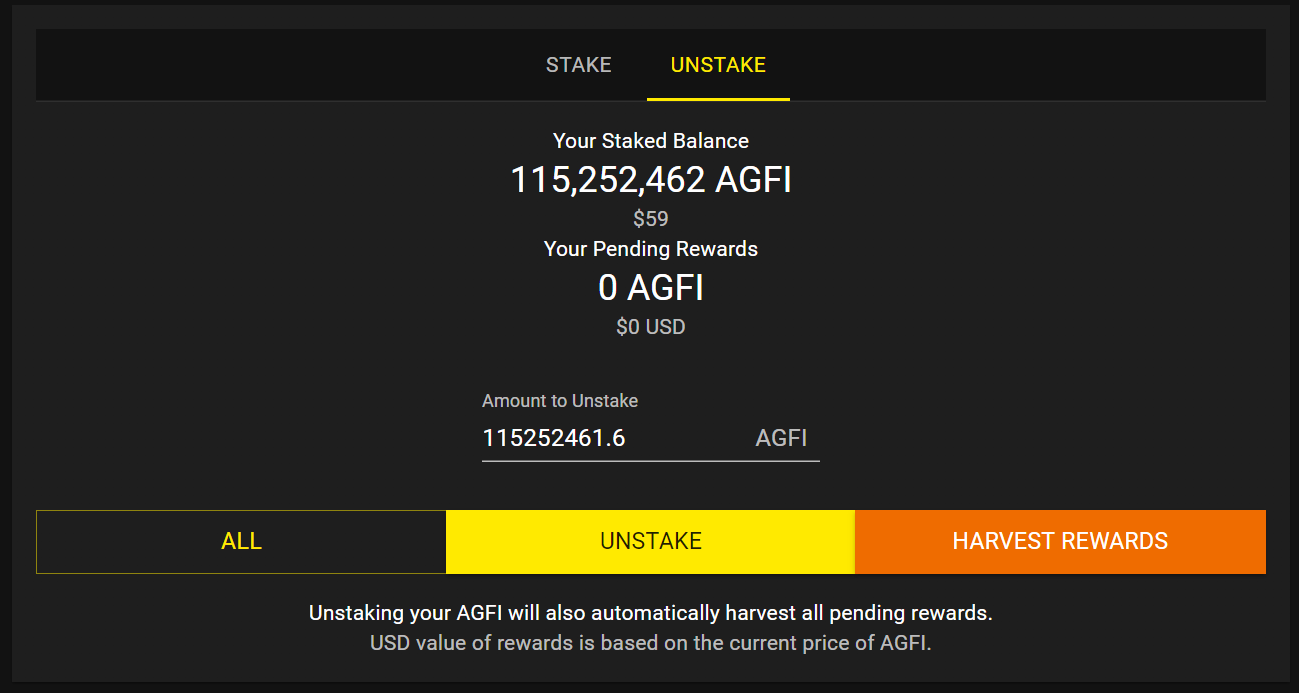 STAKE UNSTAKE
Your Staked Balance
115,252,462 AGFI
$59
Your Pending Rewards
0 AGFI
$0 USD
Amount to Unstake
115252461.6 AGFI
ALL UNSTAKE HARVEST REWARDS
Unstaking your AGFI will also automatically harvest all pending rewards.
USD value of rewards is based on the current price of AGFI.